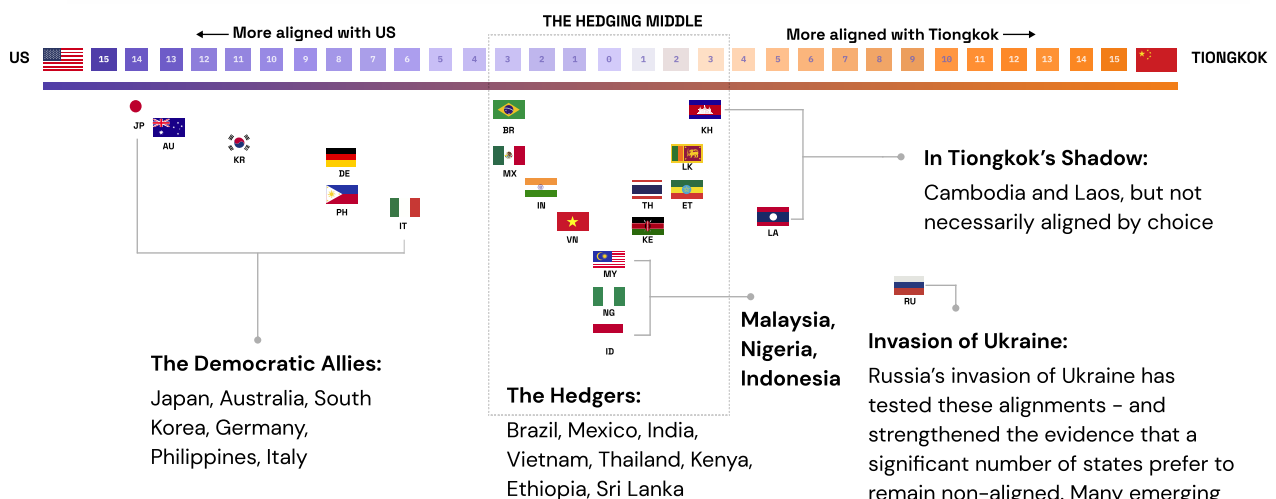 THE HEDGING MIDDLE
More aligned with US
More aligned with Tiongkok
US
15 14 13 12 11 10 9 8 7 6 5 4 3 2 1 0 1 2 3 4 5 6 7 8 9 10 11 12 13 14 15
TIONGKOK
JP
AU
KR
DE
PH
IT
BR
MX
IN
VN
MY
NG
ID
KH
LK
TH
ET
KE
LA
RU
In Tiongkok's Shadow:
Cambodia and Laos, but not
necessarily aligned by choice
Malaysia,
Nigeria,
Indonesia
The Democratic Allies:
Japan, Australia, South
Korea, Germany,
Philippines, Italy
The Hedgers:
Brazil, Mexico, India,
Vietnam, Thailand, Kenya,
Ethiopia, Sri Lanka
Invasion of Ukraine:
Russia's invasion of Ukraine has
tested these alignments - and
strengthened the evidence that a
significant number of states prefer to
remain non-aligned. Many emerging